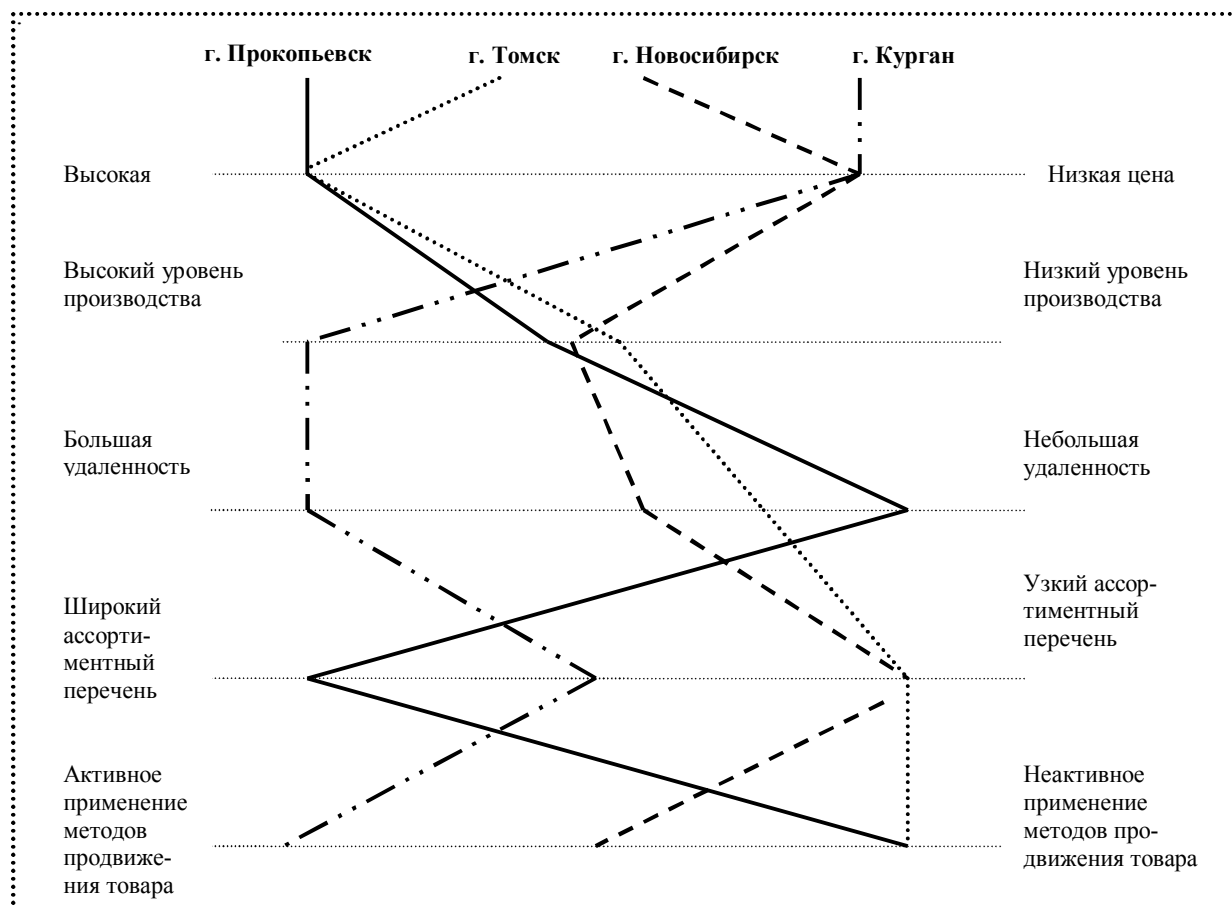 г. Прокопьевск г. Томск г. Новосибирск г. Курган
Высокая
Низкая цена
Высокий уровень
производства
Низкий уровень
производства
Большая
удаленность
Небольшая
удаленность
Широкий
ассорти-
ментный
перечень
Узкий ассор-
тиментный
перечень
Активное
применение
методов
продвиже-
ния товара
Неактивное
применение
методов про-
движения товара